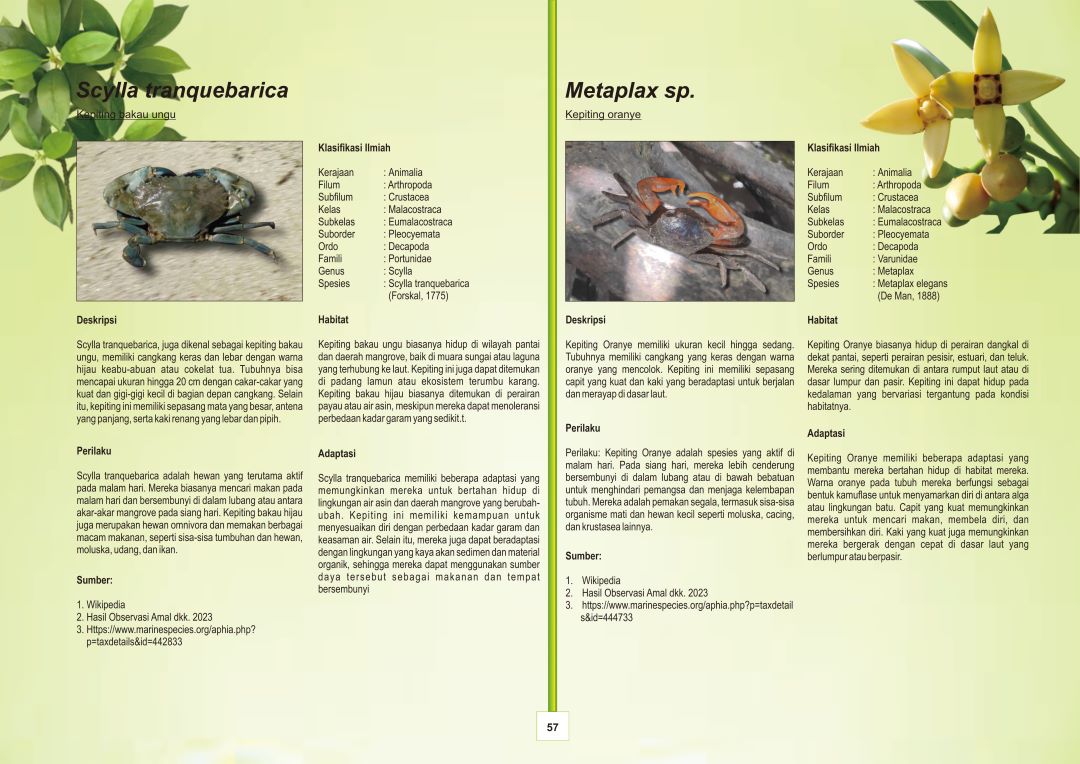 Scylla tranquebarica
Kepiting bakau ungu
Klasifikasi Ilmiah
Kerajaan : Animalia
Filum : Arthropoda
Subfilum : Crustacea
Kelas : Malacostraca
Subkelas : Eumalacostraca
Suborder : Pleocyemata
Ordo : Decapoda
Famili : Portunidae
Genus : Scylla
Spesies : Scylla tranquebarica
(Forskal, 1775)
Deskripsi
Scylla tranquebarica, juga dikenal sebagai kepiting bakau
ungu, memiliki cangkang keras dan lebar dengan warna
hijau keabu-abuan atau cokelat tua. Tubuhnya bisa
mencapai ukuran hingga 20 cm dengan cakar-cakar yang
kuat dan gigi-gigi kecil di bagian depan cangkang. Selain
itu, kepiting ini memiliki sepasang mata yang besar, antena
yang panjang, serta kaki renang yang lebar dan pipih.
Perilaku
Scylla tranquebarica adalah hewan yang terutama aktif
pada malam hari. Mereka biasanya mencari makan pada
malam hari dan bersembunyi di dalam lubang atau antara
akar-akar mangrove pada siang hari. Kepiting bakau hijau
juga merupakan hewan omnivora dan memakan berbagai
macam makanan, seperti sisa-sisa tumbuhan dan hewan,
moluska, udang, dan ikan.
Sumber:
1. Wikipedia
2. Hasil Observasi Amal dkk. 2023
3. Https://www.marinespecies.org/aphia.php?
p=taxdetails&id=442833
Habitat
Kepiting bakau ungu biasanya hidup di wilayah pantai
dan daerah mangrove, baik di muara sungai atau laguna
yang terhubung ke laut. Kepiting ini juga dapat ditemukan
di padang lamun atau ekosistem terumbu karang.
Kepiting bakau hijau biasanya ditemukan di perairan
payau atau air asin, meskipun mereka dapat menoleransi
perbedaan kadar garam yang sedikit.t.
Adaptasi
Scylla tranquebarica memiliki beberapa adaptasi yang
memungkinkan mereka untuk bertahan hidup di
lingkungan air asin dan daerah mangrove yang berubah-
ubah. Kepiting ini memiliki kemampuan untuk
menyesuaikan diri dengan perbedaan kadar garam dan
keasaman air. Selain itu, mereka juga dapat beradaptasi
dengan lingkungan yang kaya akan sedimen dan material
organik, sehingga mereka dapat menggunakan sumber
daya tersebut sebagai makanan dan tempat
bersembunyi
Metaplax sp.
Kepiting oranye
Klasifikasi Ilmiah
Kerajaan : Animalia
Filum : Arthropoda
Subfilum : Crustacea
Kelas : Malacostraca
Subkelas : Eumalacostraca
Suborder : Pleocyemata
Ordo : Decapoda
Famili : Varunidae
Genus : Metaplax
Spesies : Metaplax elegans
(De Man, 1888)
Deskripsi
Kepiting Oranye memiliki ukuran kecil hingga sedang.
Tubuhnya memiliki cangkang yang keras dengan warna
oranye yang mencolok. Kepiting ini memiliki sepasang
capit yang kuat dan kaki yang beradaptasi untuk berjalan
dan merayap di dasar laut.
Perilaku
Perilaku: Kepiting Oranye adalah spesies yang aktif di
malam hari. Pada siang hari, mereka lebih cenderung
bersembunyi di dalam lubang atau di bawah bebatuan
untuk menghindari pemangsa dan menjaga kelembapan
tubuh. Mereka adalah pemakan segala, termasuk sisa-sisa
organisme mati dan hewan kecil seperti moluska, cacing,
dan krustasea lainnya.
Sumber:
1. Wikipedia
2. Hasil Observasi Amal dkk. 2023
3. https://www.marinespecies.org/aphia.php?p=taxdetail
s&id=444733
Habitat
Kepiting Oranye biasanya hidup di perairan dangkal di
dekat pantai, seperti perairan pesisir, estuari, dan teluk.
Mereka sering ditemukan di antara rumput laut atau di
dasar lumpur dan pasir. Kepiting ini dapat hidup pada
kedalaman yang bervariasi tergantung pada kondisi
habitatnya.
Adaptasi
Kepiting Oranye memiliki beberapa adaptasi yang
membantu mereka bertahan hidup di habitat mereka.
Warna oranye pada tubuh mereka berfungsi sebagai
bentuk kamuflase untuk menyamarkan diri di antara alga
atau lingkungan batu. Capit yang kuat memungkinkan
mereka untuk mencari makan, membela diri, dan
membersihkan diri. Kaki yang kuat juga memungkinkan
mereka bergerak dengan cepat di dasar laut yang
berlumpur atau berpasir.
57